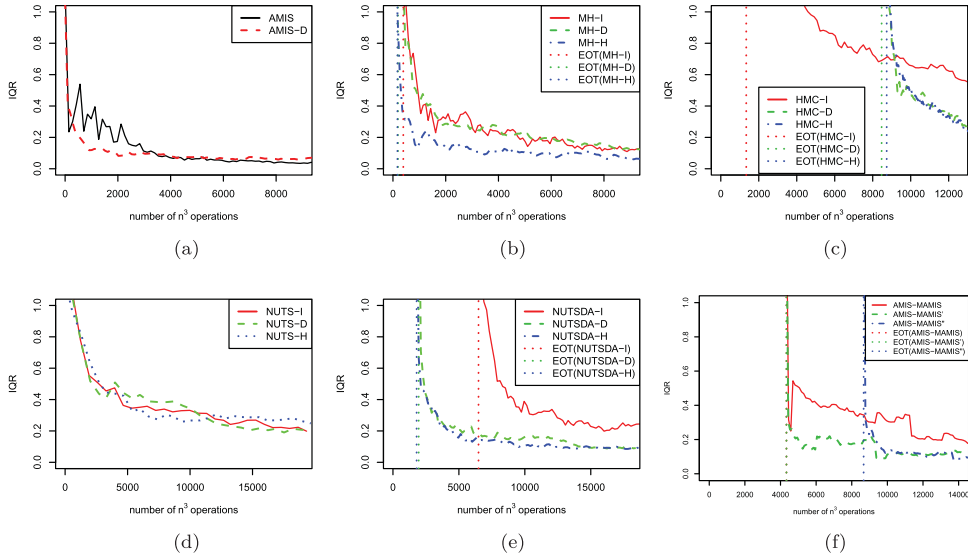 AMIS
AMIS-D
IQR
0.0 0.2 0.4 0.6 0.8 1.0
0 2000 4000 6000 8000
number of n³ operations
(a)
MH-I
MH-D
MH-H
EOT(MH-I)
EOT(MH-D)
EOT(MH-H)
IQR
0.0 0.2 0.4 0.6 0.8 1.0
0 2000 4000 6000 8000
number of n³ operations
(b)
HMC-I
HMC-D
HMC-H
EOT(HMC-I)
EOT(HMC-D)
EOT(HMC-H)
IQR
0.0 0.2 0.4 0.6 0.8 1.0
0 2000 4000 6000 8000 10000 12000
number of n³ operations
(c)
NUTS-I
NUTS-D
NUTS-H
IQR
0.0 0.2 0.4 0.6 0.8 1.0
0 5000 10000 15000
number of n³ operations
(d)
NUTSDA-I
NUTSDA-D
NUTSDA-H
EOT(NUTSDA-I)
EOT(NUTSDA-D)
EOT(NUTSDA-H)
IQR
0.0 0.2 0.4 0.6 0.8 1.0
0 5000 10000 15000
number of n³ operations
(e)
AMIS-MAMIS
AMIS-MAMIS'
AMIS-MAMIS"
EOT(AMIS-MAMIS)
EOT(AMIS-MAMIS')
EOT(AMIS-MAMIS")
IQR
0.0 0.2 0.4 0.6 0.8 1.0
0 2000 4000 6000 8000 10000 12000 14000
number of n³ operations
(f)